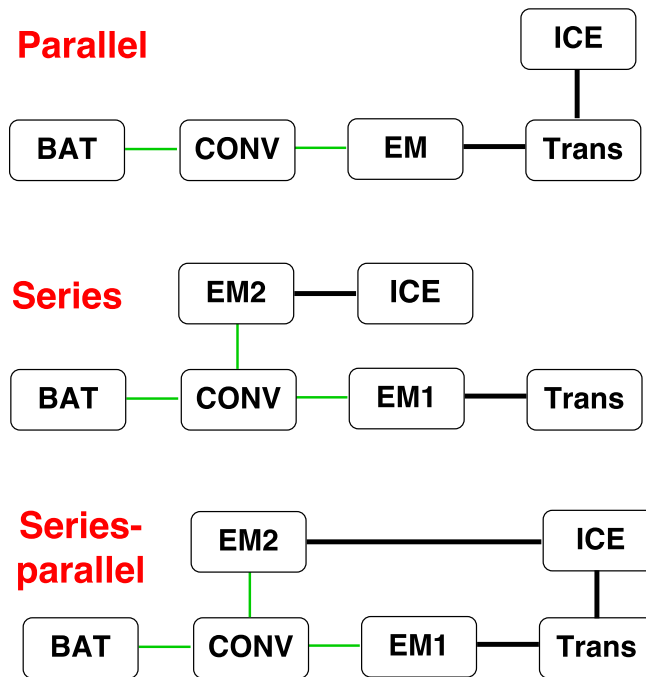 Parallel
ICE
BAT
CONV
EM
Trans
Series
EM2
ICE
BAT
CONV
EM1
Trans
Series-
parallel
EM2
ICE
BAT
CONV
EM1
Trans